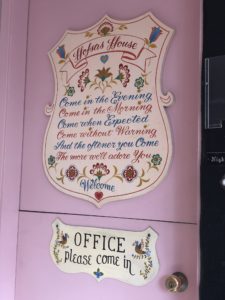 House
Come in the Evening
Come in the Morning
Come when Expected
Come without Warning
And the oftener you Come
The more we'll adore You
Welcome
OFFICE
please come in